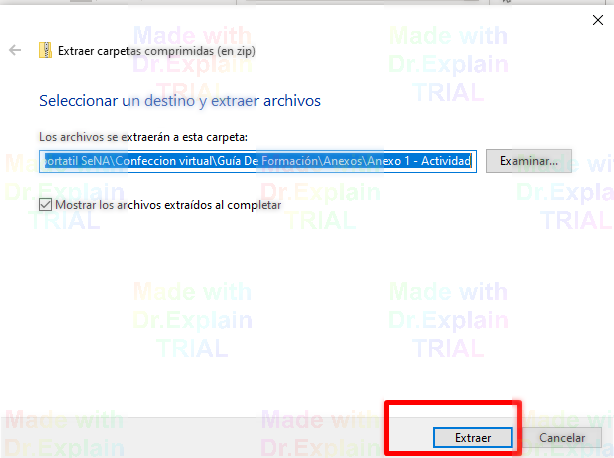 Extraer carpetas comprimidas (en zip)
Seleccionar un destino y extraer archivos
Los archivos se extraerán a esta carpeta:
ortatil SeNA\Confeccion virtual\Guía De Formación\Anexos\Anexo 1 - Actividad
Examinar...
Mostrar los archivos extraídos al completar
Extraer
Cancelar
Made with
Dr.Explain
TRIAL
Made with
Dr.Explain
TRIAL
Made with
Dr.Explain
TRIAL
Made with
Dr.Explain
TRIAL
Made with
Dr.Explain
TRIAL
Made with
Dr.Explain
TRIAL
Made with
Dr.Explain
TRIAL
Made with
Dr.Explain
Made with
Dr.Explain
Made with
Dr.Explain